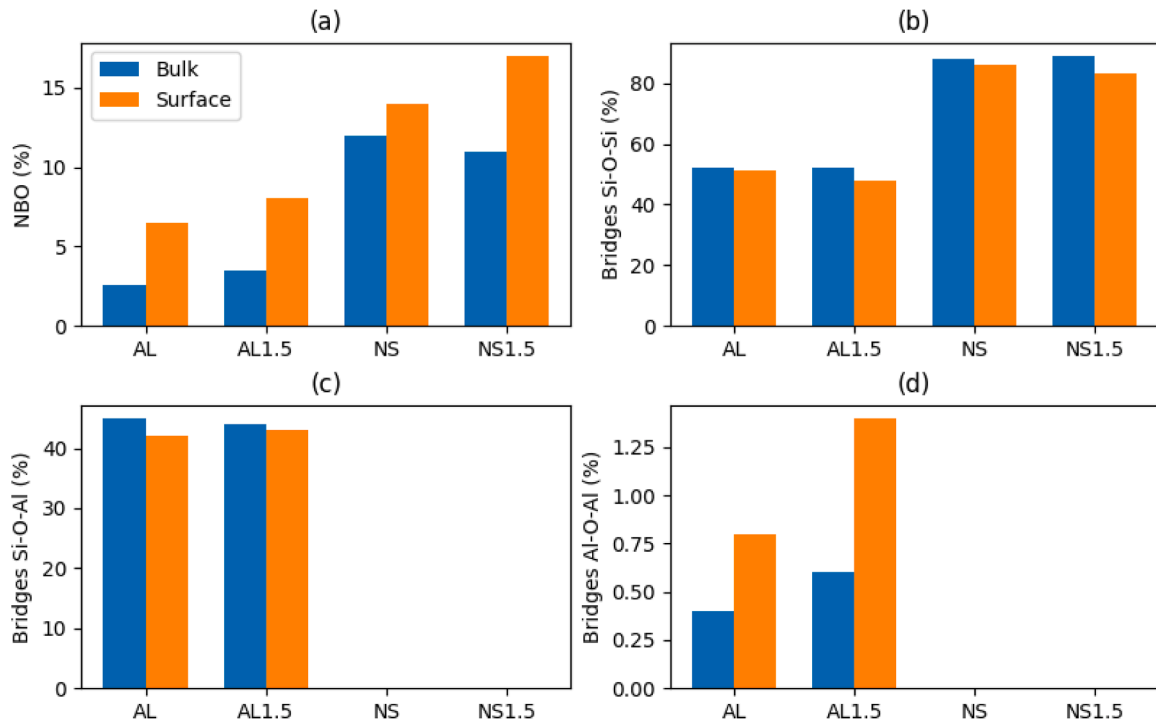 (a)
NBO (%)
15
10
5
0
Bulk
Surface
AL AL1.5 NS NS1.5
(b)
Bridges Si-O-Si (%)
80
60
40
20
0
AL AL1.5 NS NS1.5
(c)
Bridges Si-O-Al (%)
40
30
20
10
0
AL AL1.5 NS NS1.5
(d)
Bridges Al-O-Al (%)
1.25
1.00
0.75
0.50
0.25
0.00
AL AL1.5 NS NS1.5